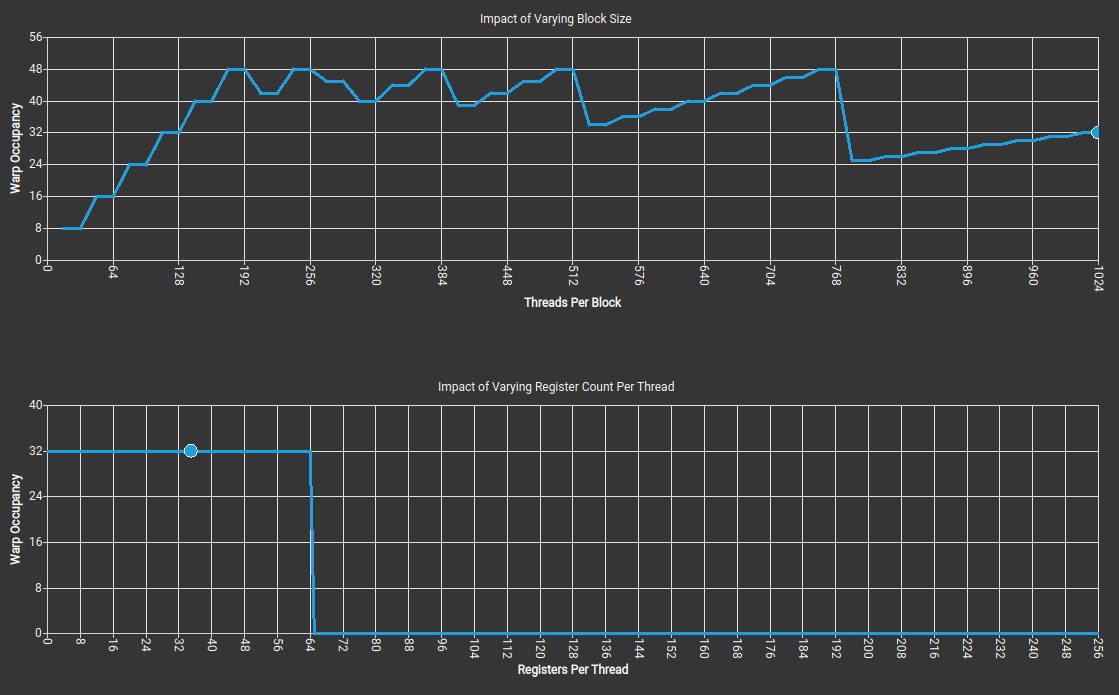 Impact of Varying Block Size
56
48
40
32
24
16
8
0
Warp Occupancy
0 64 128 192 256 320 384 448 512 576 640 704 768 832 896 960 1024
Threads Per Block
Impact of Varying Register Count Per Thread
40
32
24
16
8
0
Warp Occupancy
0 8 16 24 32 40 48 56 64 72 80 88 96 104 112 120 128 136 144 152 160 168 176 184 192 200 208 216 224 232 240 248 256
Registers Per Thread